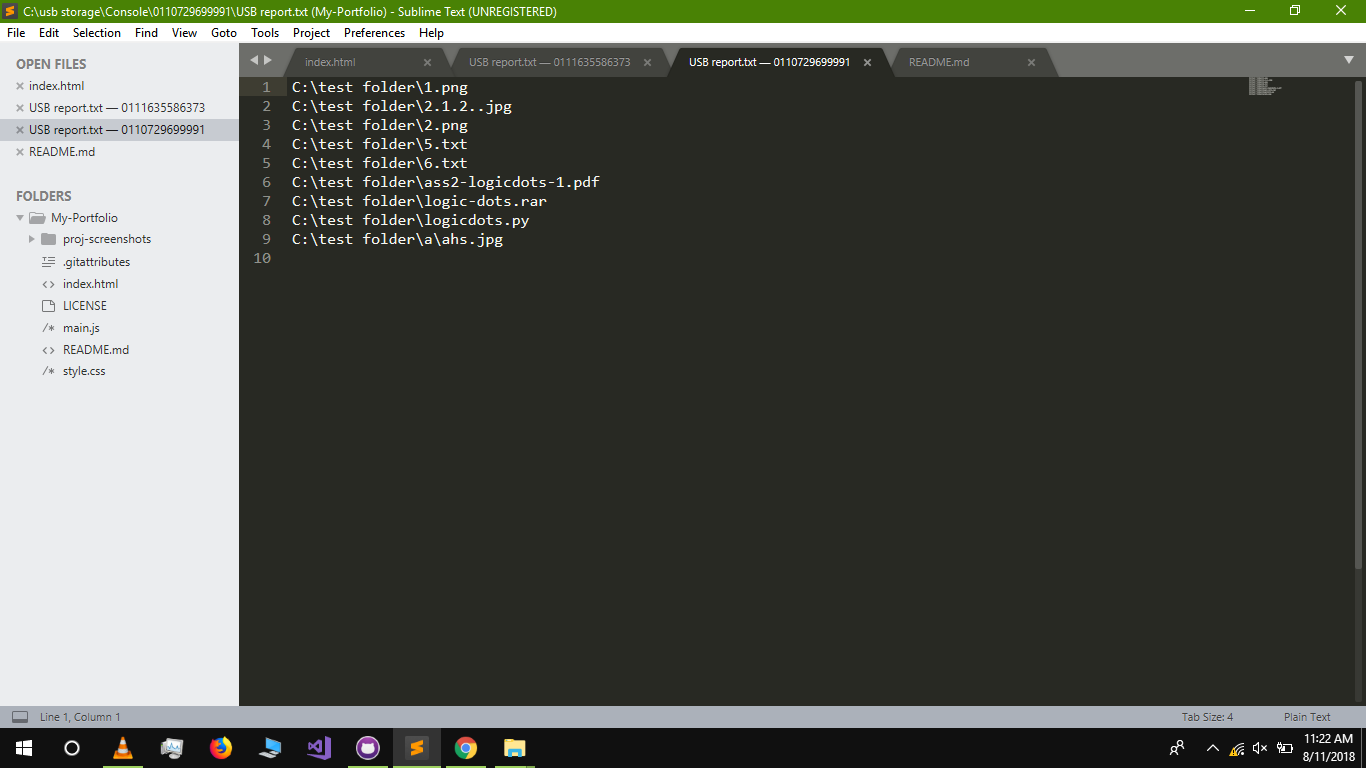 C:\usb storage\Console\0110729699991\USB report.txt (My-Portfolio) - Sublime Text (UNREGISTERED)
File Edit Selection Find View Goto Tools Project Preferences Help
OPEN FILES
index.html
USB report.txt — 0111635586373
USB report.txt — 0110729699991
README.md
FOLDERS
My-Portfolio
proj-screenshots
.gitattributes
<> index.html
LICENSE
/* main.js
<> README.md
/* style.css
index.html
USB report.txt — 0111635586373
USB report.txt — 0110729699991
README.md
1 C:\test folder\1.png
2 C:\test folder\2.1.2..jpg
3 C:\test folder\2.png
4 C:\test folder\5.txt
5 C:\test folder\6.txt
6 C:\test folder\ass2-logicdots-1.pdf
7 C:\test folder\logic-dots.rar
8 C:\test folder\logicdots.py
9 C:\test folder\a\ahs.jpg
10
Line 1, Column 1
Tab Size: 4
Plain Text
11:22 AM
8/11/2018